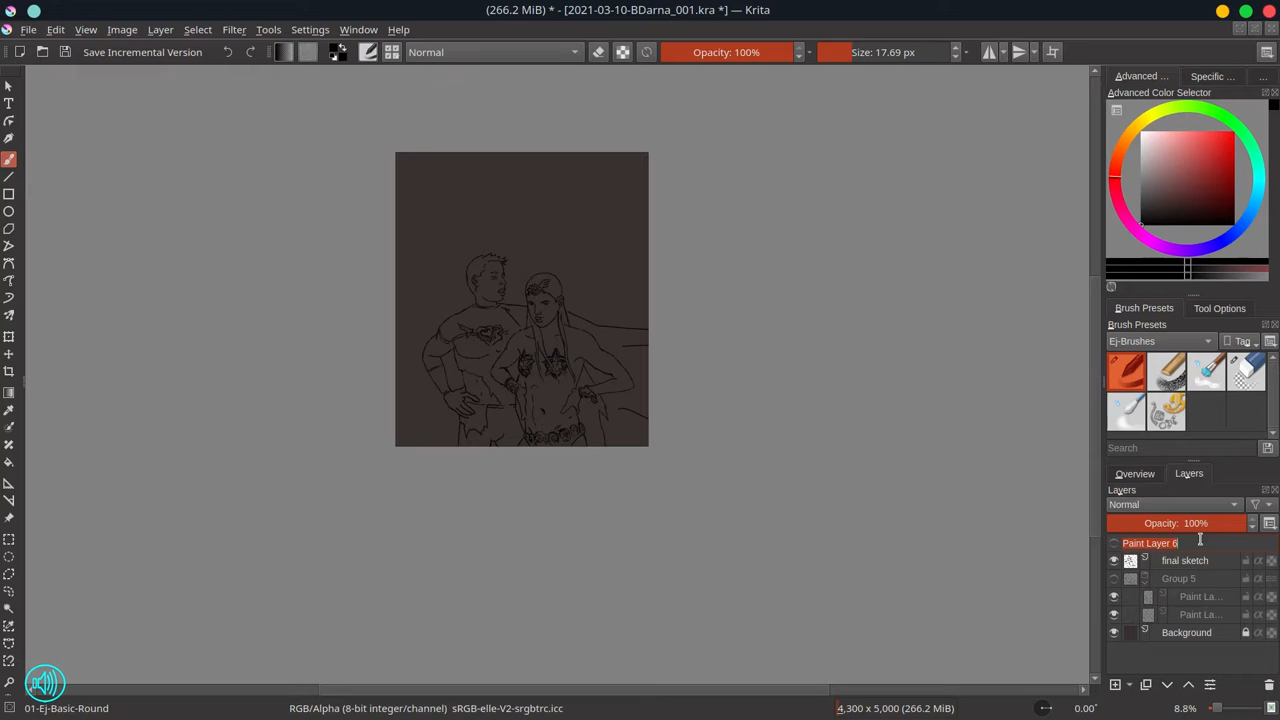 (266.2 MiB) * - [2021-03-10-BDarna_001.kra *] - Krita
File Edit View Image Layer Select Filter Tools Settings Window Help
Save Incremental Version Normal Opacity: 100% Size: 17.69 px
Advanced ... Specific ... ...
Advanced Color Selector
Brush Presets Tool Options
Brush Presets
Ej-Brushes Tag
Search
Overview Layers
Layers
Normal
Opacity: 100%
Paint Layer 6
final sketch
Group 5
Paint La...
Paint La...
Background
01-Ej-Basic-Round RGB/Alpha (8-bit integer/channel) sRGB-elle-V2-srgbtrc.icc 4,300 x 5,000 (266.2 MiB) 0.00° 8.8%